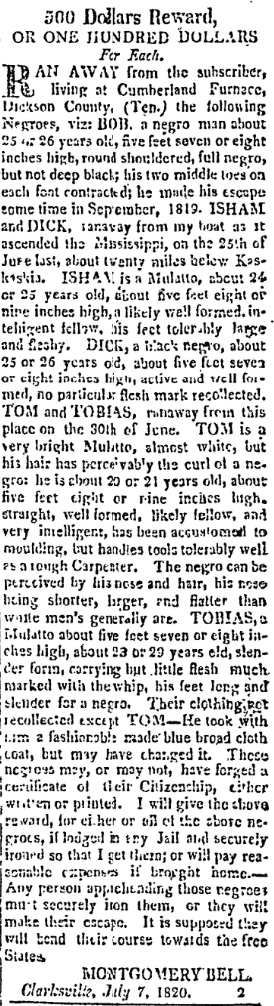 500 Dollars Reward,
OR ONE HUNDRED DOLLARS
For Each.
RAN AWAY from the subscriber,
living at Cumberland Furnace,
Dickson County, (Ten.) the following
Negroes, viz: BOB, a negro man about
25 or 26 years old, five feet seven or eight
inches high, round shouldered, full negro,
but not deep black; his two middle toes on
each foot contracted; he made his escape
some time in September, 1819. ISHAM
and DICK, ranaway from my boat as it
ascended the Mississippi, on the 25th of
June last, about twenty miles below Kas-
kaskia. ISHAM is a Mulatto, about 24
or 25 years old, about five feet eight or
nine inches high, a likely well formed, in-
telligent fellow, his feet tolerably large
and fleshy. DICK, a black negro, about
25 or 26 years old, about five feet seven
or eight inches high, active and well for-
med, no particular flesh mark recollected.
TOM and TOBIAS, runaway from this
place on the 30th of June. TOM is a
very bright Mulatto, almost white, but
his hair has perceivably the curl of a ne-
gro: he is about 20 or 21 years old, about
five feet eight or nine inches high,
straight, well formed, likely fellow, and
very intelligent, has been accustomed to
moulding, but handles tools tolerably well
as a rough Carpenter. The negro can be
perceived by his nose and hair, his nose
being shorter, larger, and flatter than
white men's generally are. TOBIAS, a
Mulatto about five feet seven or eight in-
ches high, about 23 or 29 years old, slen-
der form, carrying but little flesh much
marked with the whip, his feet long and
slender for a negro. Their clothing not
recollected except TOM—He took with
him a fashionable made blue broad cloth
coat, but may have changed it. These
negroes may, or may not, have forged a
certificate of their Citizenship, either
written or printed. I will give the above
reward, for either or all of the above ne-
groes, if lodged in any Jail and securely
ironed so that I get them; or will pay rea-
sonable expenses if brought home.—
Any person apprehending those negroes
must securely iron them, or they will
make their escape. It is supposed they
will bend their course towards the free
States.
MONTGOMERY BELL.
Clarksville, July 7, 1820. 2